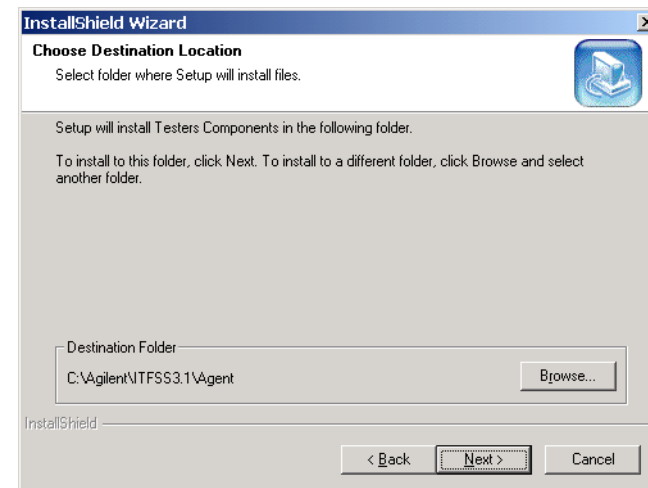 InstallShield Wizard
Choose Destination Location
Select folder where Setup will install files.
Setup will install Testers Components in the following folder.
To install to this folder, click Next. To install to a different folder, click Browse and select
another folder.
Destination Folder
C:\Agilent\ITFSS3.1\Agent
Browse...
InstallShield
< Back
Next >
Cancel